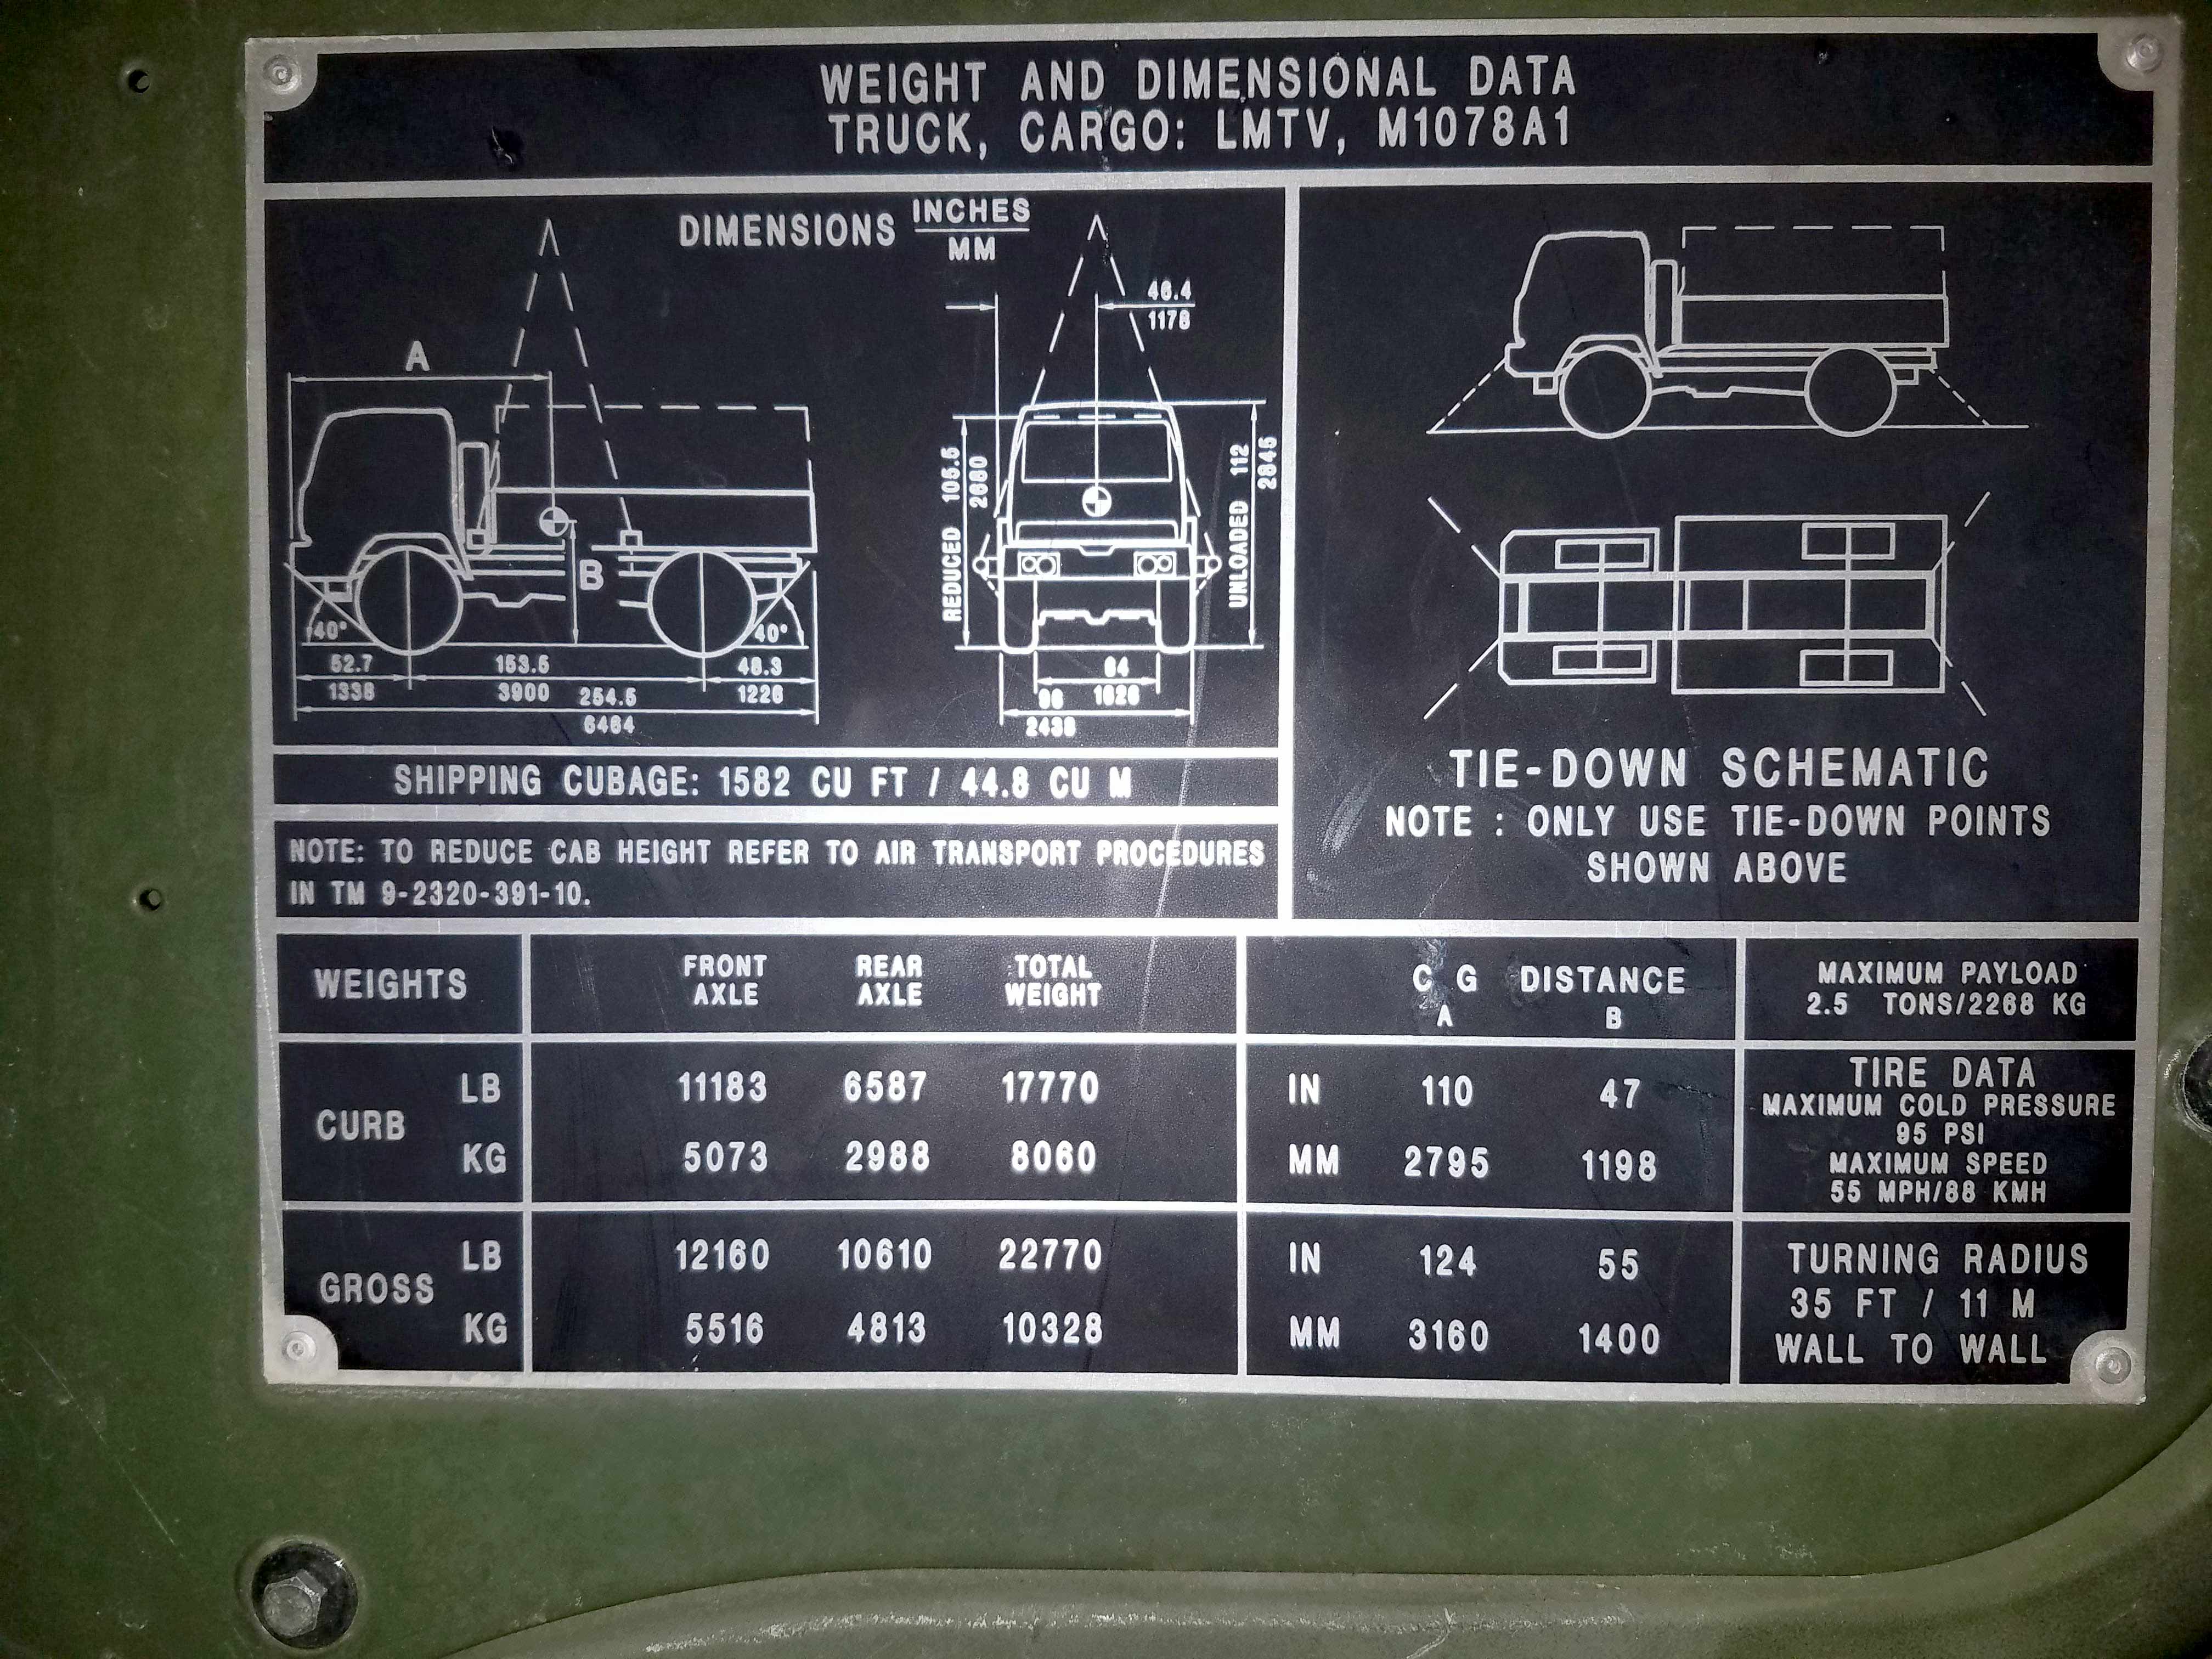 WEIGHT AND DIMENSIONAL DATA
TRUCK, CARGO: LMTV, M1078A1
DIMENSIONS INCHES
MM
A
B
40°
40°
52.7
1338
153.5
3900
48.3
1226
254.5
6464
46.4
1178
REDUCED 105.5
2680
UNLOADED 112
2845
64
1626
96
2438
TIE-DOWN SCHEMATIC
NOTE : ONLY USE TIE-DOWN POINTS
SHOWN ABOVE
SHIPPING CUBAGE: 1582 CU FT / 44.8 CU M
NOTE: TO REDUCE CAB HEIGHT REFER TO AIR TRANSPORT PROCEDURES
IN TM 9-2320-391-10.
WEIGHTS
FRONT AXLE
REAR AXLE
TOTAL WEIGHT
CURB
LB 11183 6587 17770
KG 5073 2988 8060
GROSS
LB 12160 10610 22770
KG 5516 4813 10328
C G DISTANCE
A B
IN 110 47
MM 2795 1198
IN 124 55
MM 3160 1400
MAXIMUM PAYLOAD
2.5 TONS/2268 KG
TIRE DATA
MAXIMUM COLD PRESSURE
95 PSI
MAXIMUM SPEED
55 MPH/88 KMH
TURNING RADIUS
35 FT / 11 M
WALL TO WALL